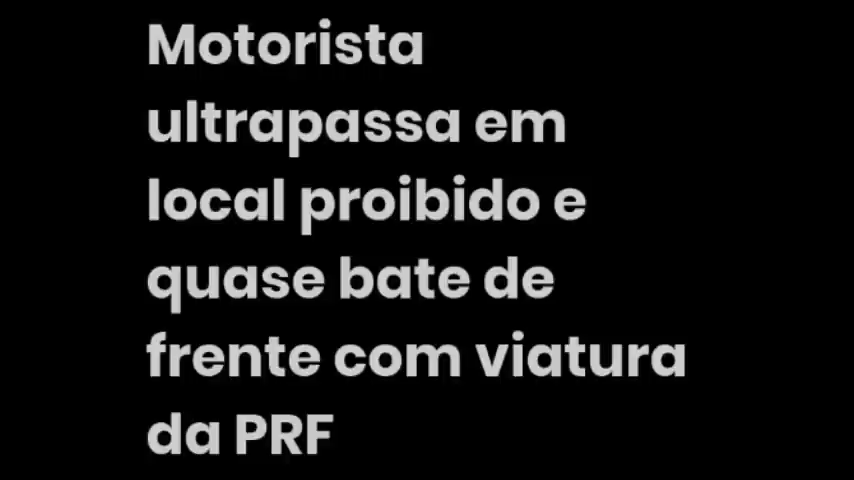 Motorista
ultrapassa em
local proibido e
quase bate de
frente com viatura
da PRF